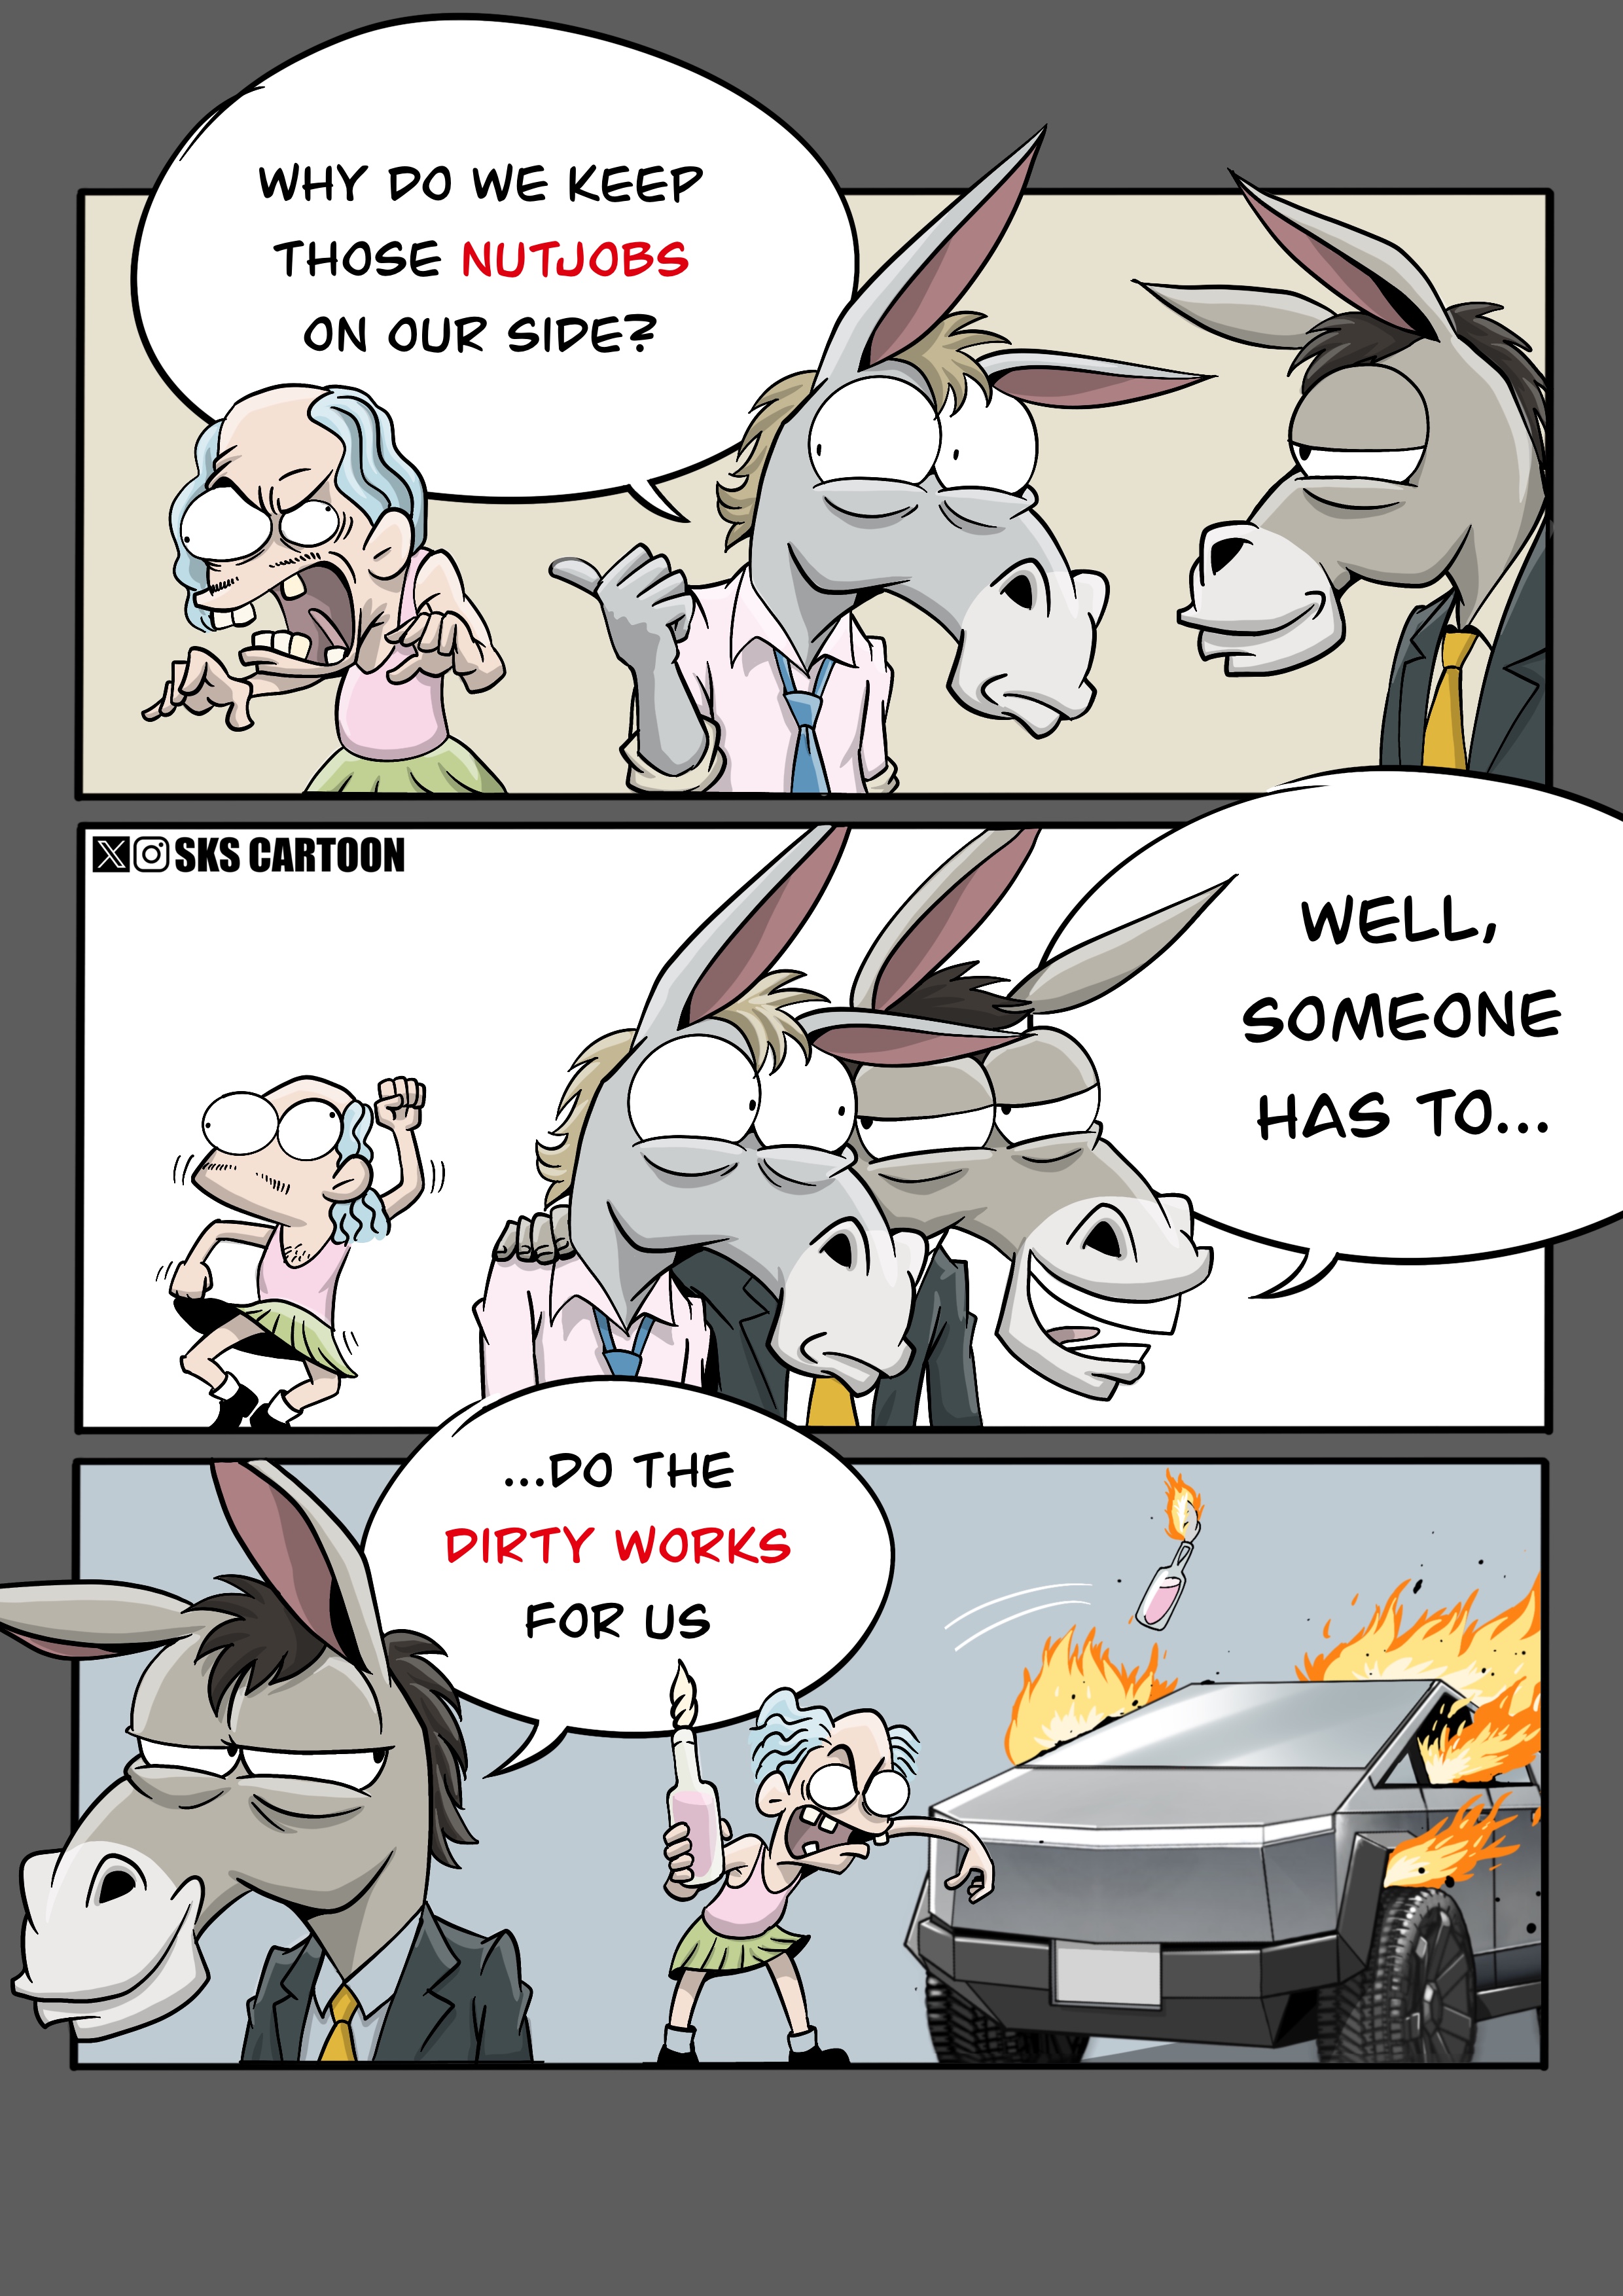 WHY DO WE KEEP
THOSE NUTJOBS
ON OUR SIDE?
SKS CARTOON
WELL,
SOMEONE
HAS TO...
...DO THE
DIRTY WORKS
FOR US